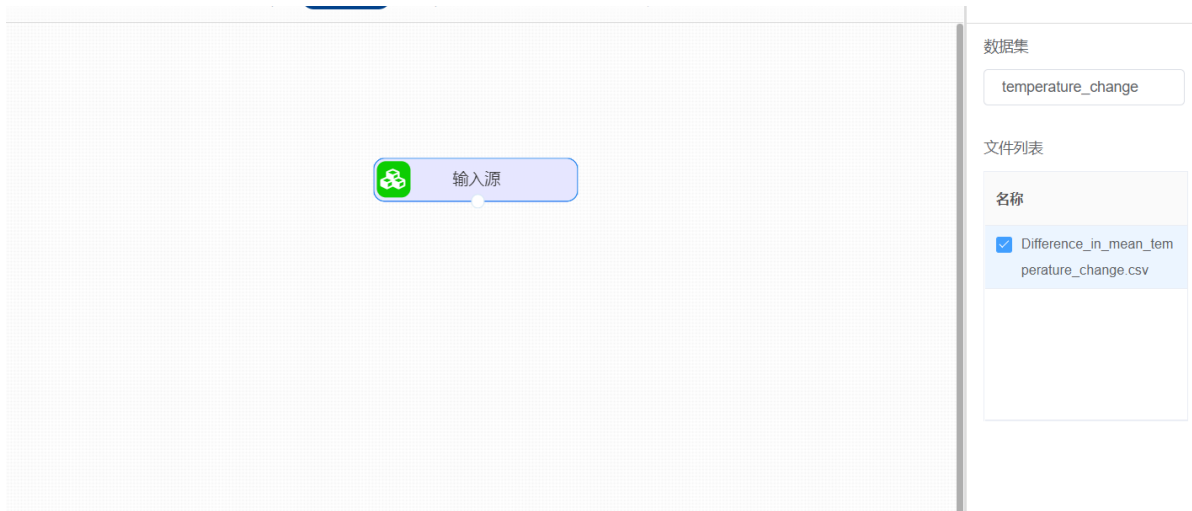 数据集
temperature_change
文件列表
输入源
名称
Difference_in_mean_tem
perature_change.csv